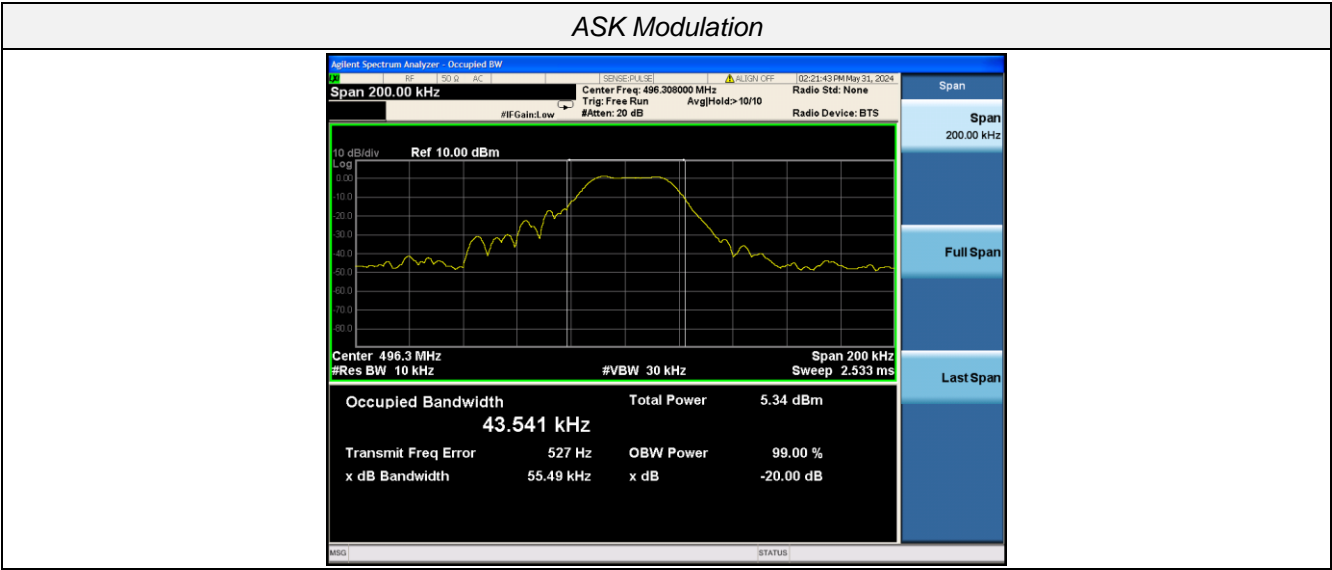 ASK Modulation
Agilent Spectrum Analyzer - Occupied BW
LXI RF 50 Ω AC SENSE:PULSE ALIGN OFF 02:21:43 PM May 31, 2024
Span 200.00 kHz
Center Freq: 496.308000 MHz Radio Std: None
Trig: Free Run Avg|Hold:>10/10
#IFGain:Low #Atten: 20 dB Radio Device: BTS
10 dB/div Ref 10.00 dBm
Log
0.00
-10.0
-20.0
-30.0
-40.0
-50.0
-60.0
-70.0
-80.0
Center 496.3 MHz Span 200 kHz
#Res BW 10 kHz #VBW 30 kHz Sweep 2.533 ms
Occupied Bandwidth Total Power 5.34 dBm
43.541 kHz
Transmit Freq Error 527 Hz OBW Power 99.00 %
x dB Bandwidth 55.49 kHz x dB -20.00 dB
MSG STATUS
Span
Span
200.00 kHz
Full Span
Last Span